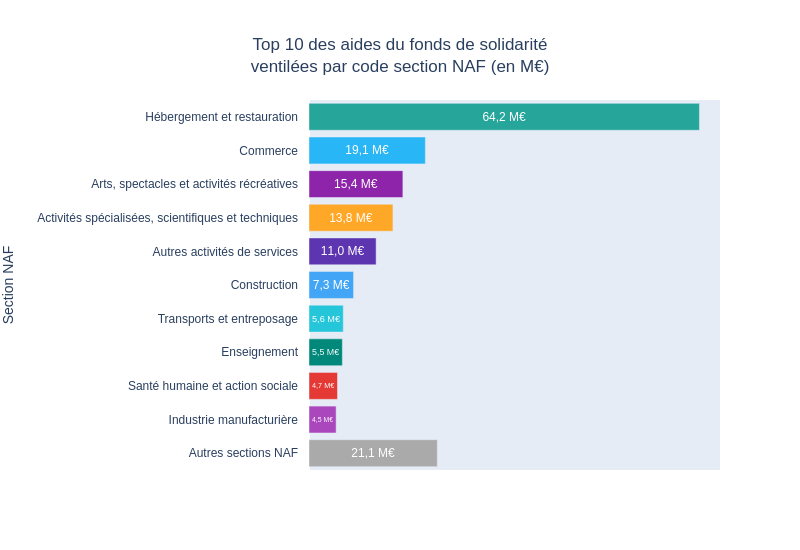 Top 10 des aides du fonds de solidarité
ventilées par code section NAF (en M€)
Section NAF
Hébergement et restauration 64,2 M€
Commerce 19,1 M€
Arts, spectacles et activités récréatives 15,4 M€
Activités spécialisées, scientifiques et techniques 13,8 M€
Autres activités de services 11,0 M€
Construction 7,3 M€
Transports et entreposage 5,6 M€
Enseignement 5,5 M€
Santé humaine et action sociale 4,7 M€
Industrie manufacturière 4,5 M€
Autres sections NAF 21,1 M€